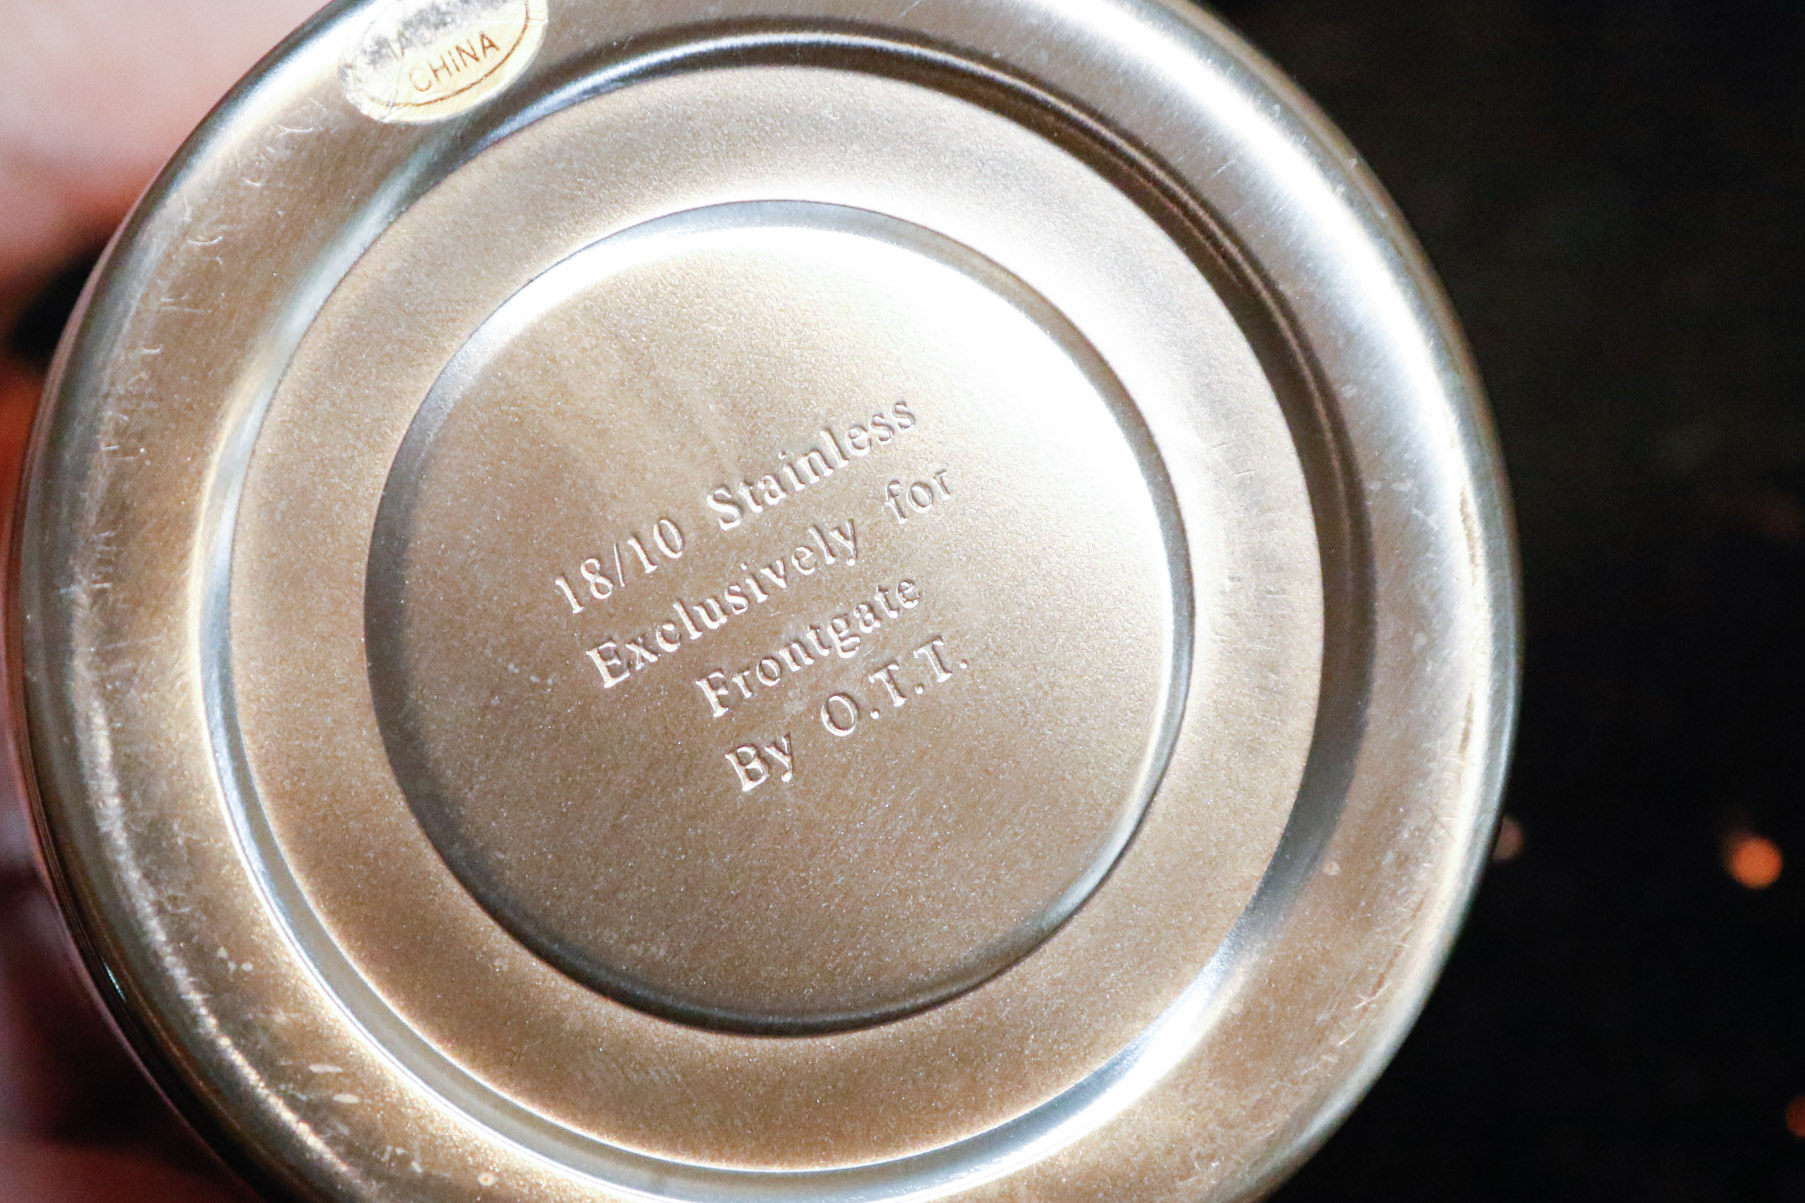 CHINA
18/10 Stainless
Exclusively for
Frontgate
By O.T.T.